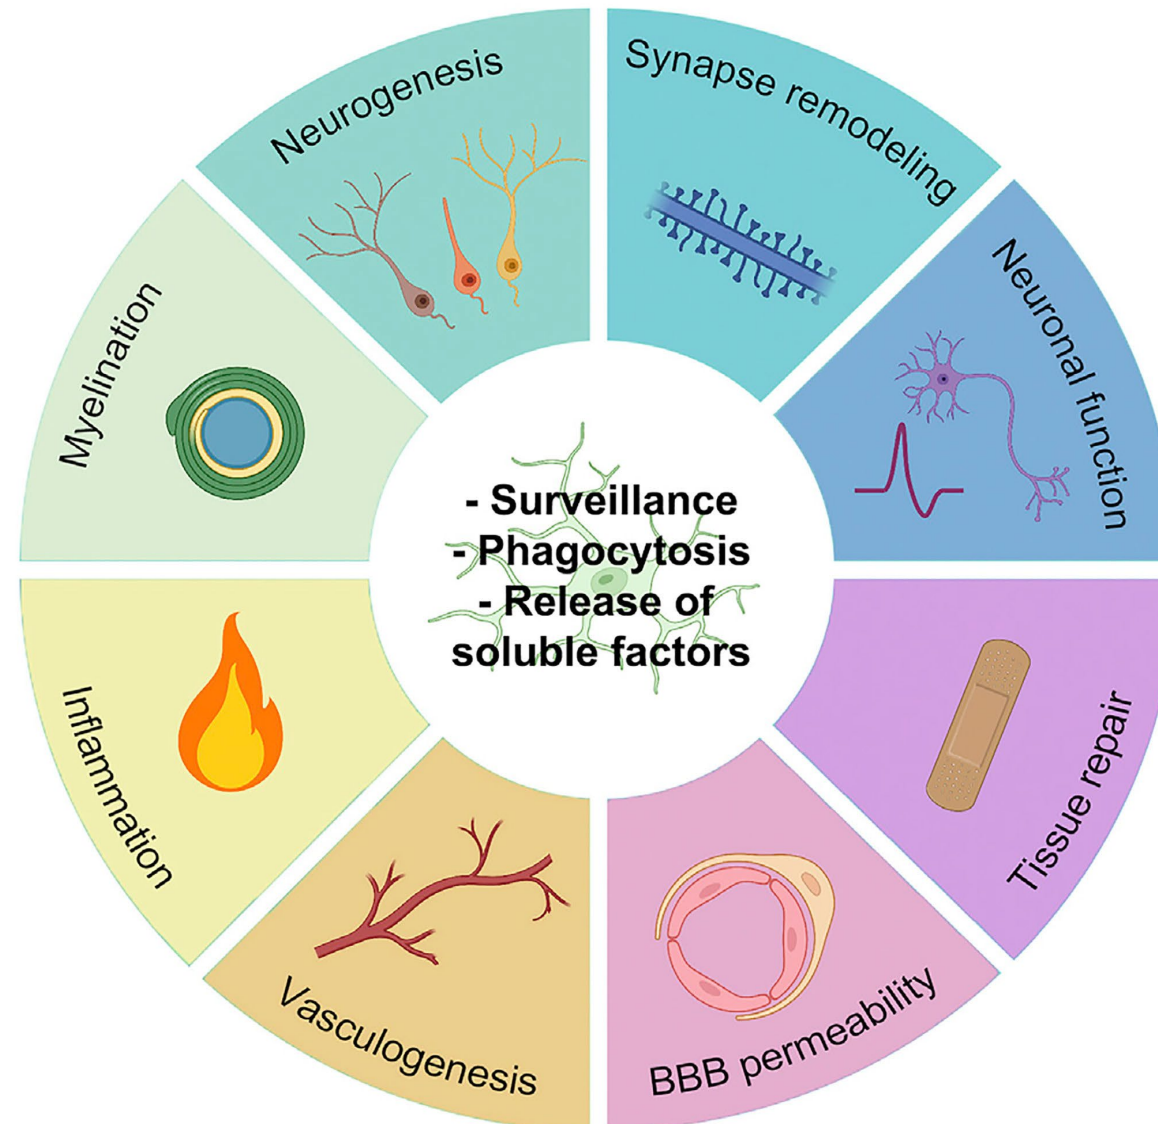 Neurogenesis
Synapse remodeling
Neuronal function
Tissue repair
BBB permeability
Vasculogenesis
Inflammation
Myelination
- Surveillance
- Phagocytosis
- Release of
soluble factors